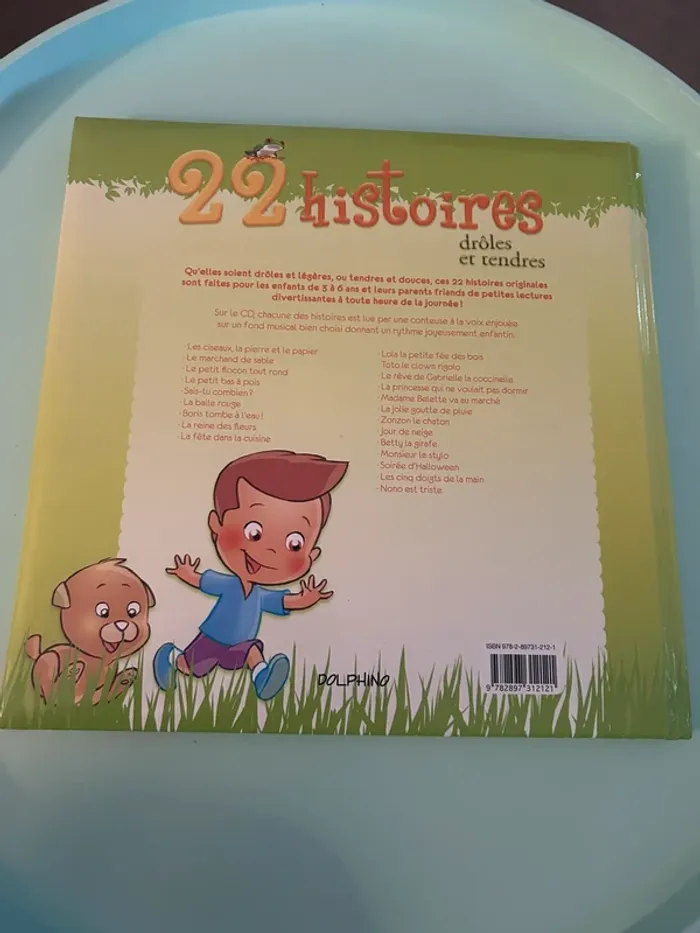 22 histoires
drôles
et tendres
Qu'elles soient drôles et légères, ou tendres et douces, ces 22 histoires originales
sont faites pour les enfants de 3 à 6 ans et leurs parents friands de petites lectures
divertissantes à toute heure de la journée!
Sur le CD, chacune des histoires est lue par une conteuse à la voix enjouée
sur un fond musical bien choisi donnant un rythme joyeusement enfantin.
· Les ciseaux, la pierre et le papier
· Le marchand de sable
· Le petit flocon tout rond
· Le petit bas à pois
· Sais-tu combien?
· La balle rouge
· Boris tombe à l'eau!
· La reine des fleurs
· La fête dans la cuisine
· Lola la petite fée des bois
· Toto le clown rigolo
· Le rêve de Gabrielle la coccinelle
· La princesse qui ne voulait pas dormir
· Madame Belette va au marché
· La jolie goutte de pluie
· Zonzon le chaton
· Jour de neige
· Betty la girafe
· Monsieur le stylo
· Soirée d'Halloween
· Les cinq doigts de la main
· Nono est triste
DOLPHINO
ISBN 978-2-89731-212-1
9 782897 312121